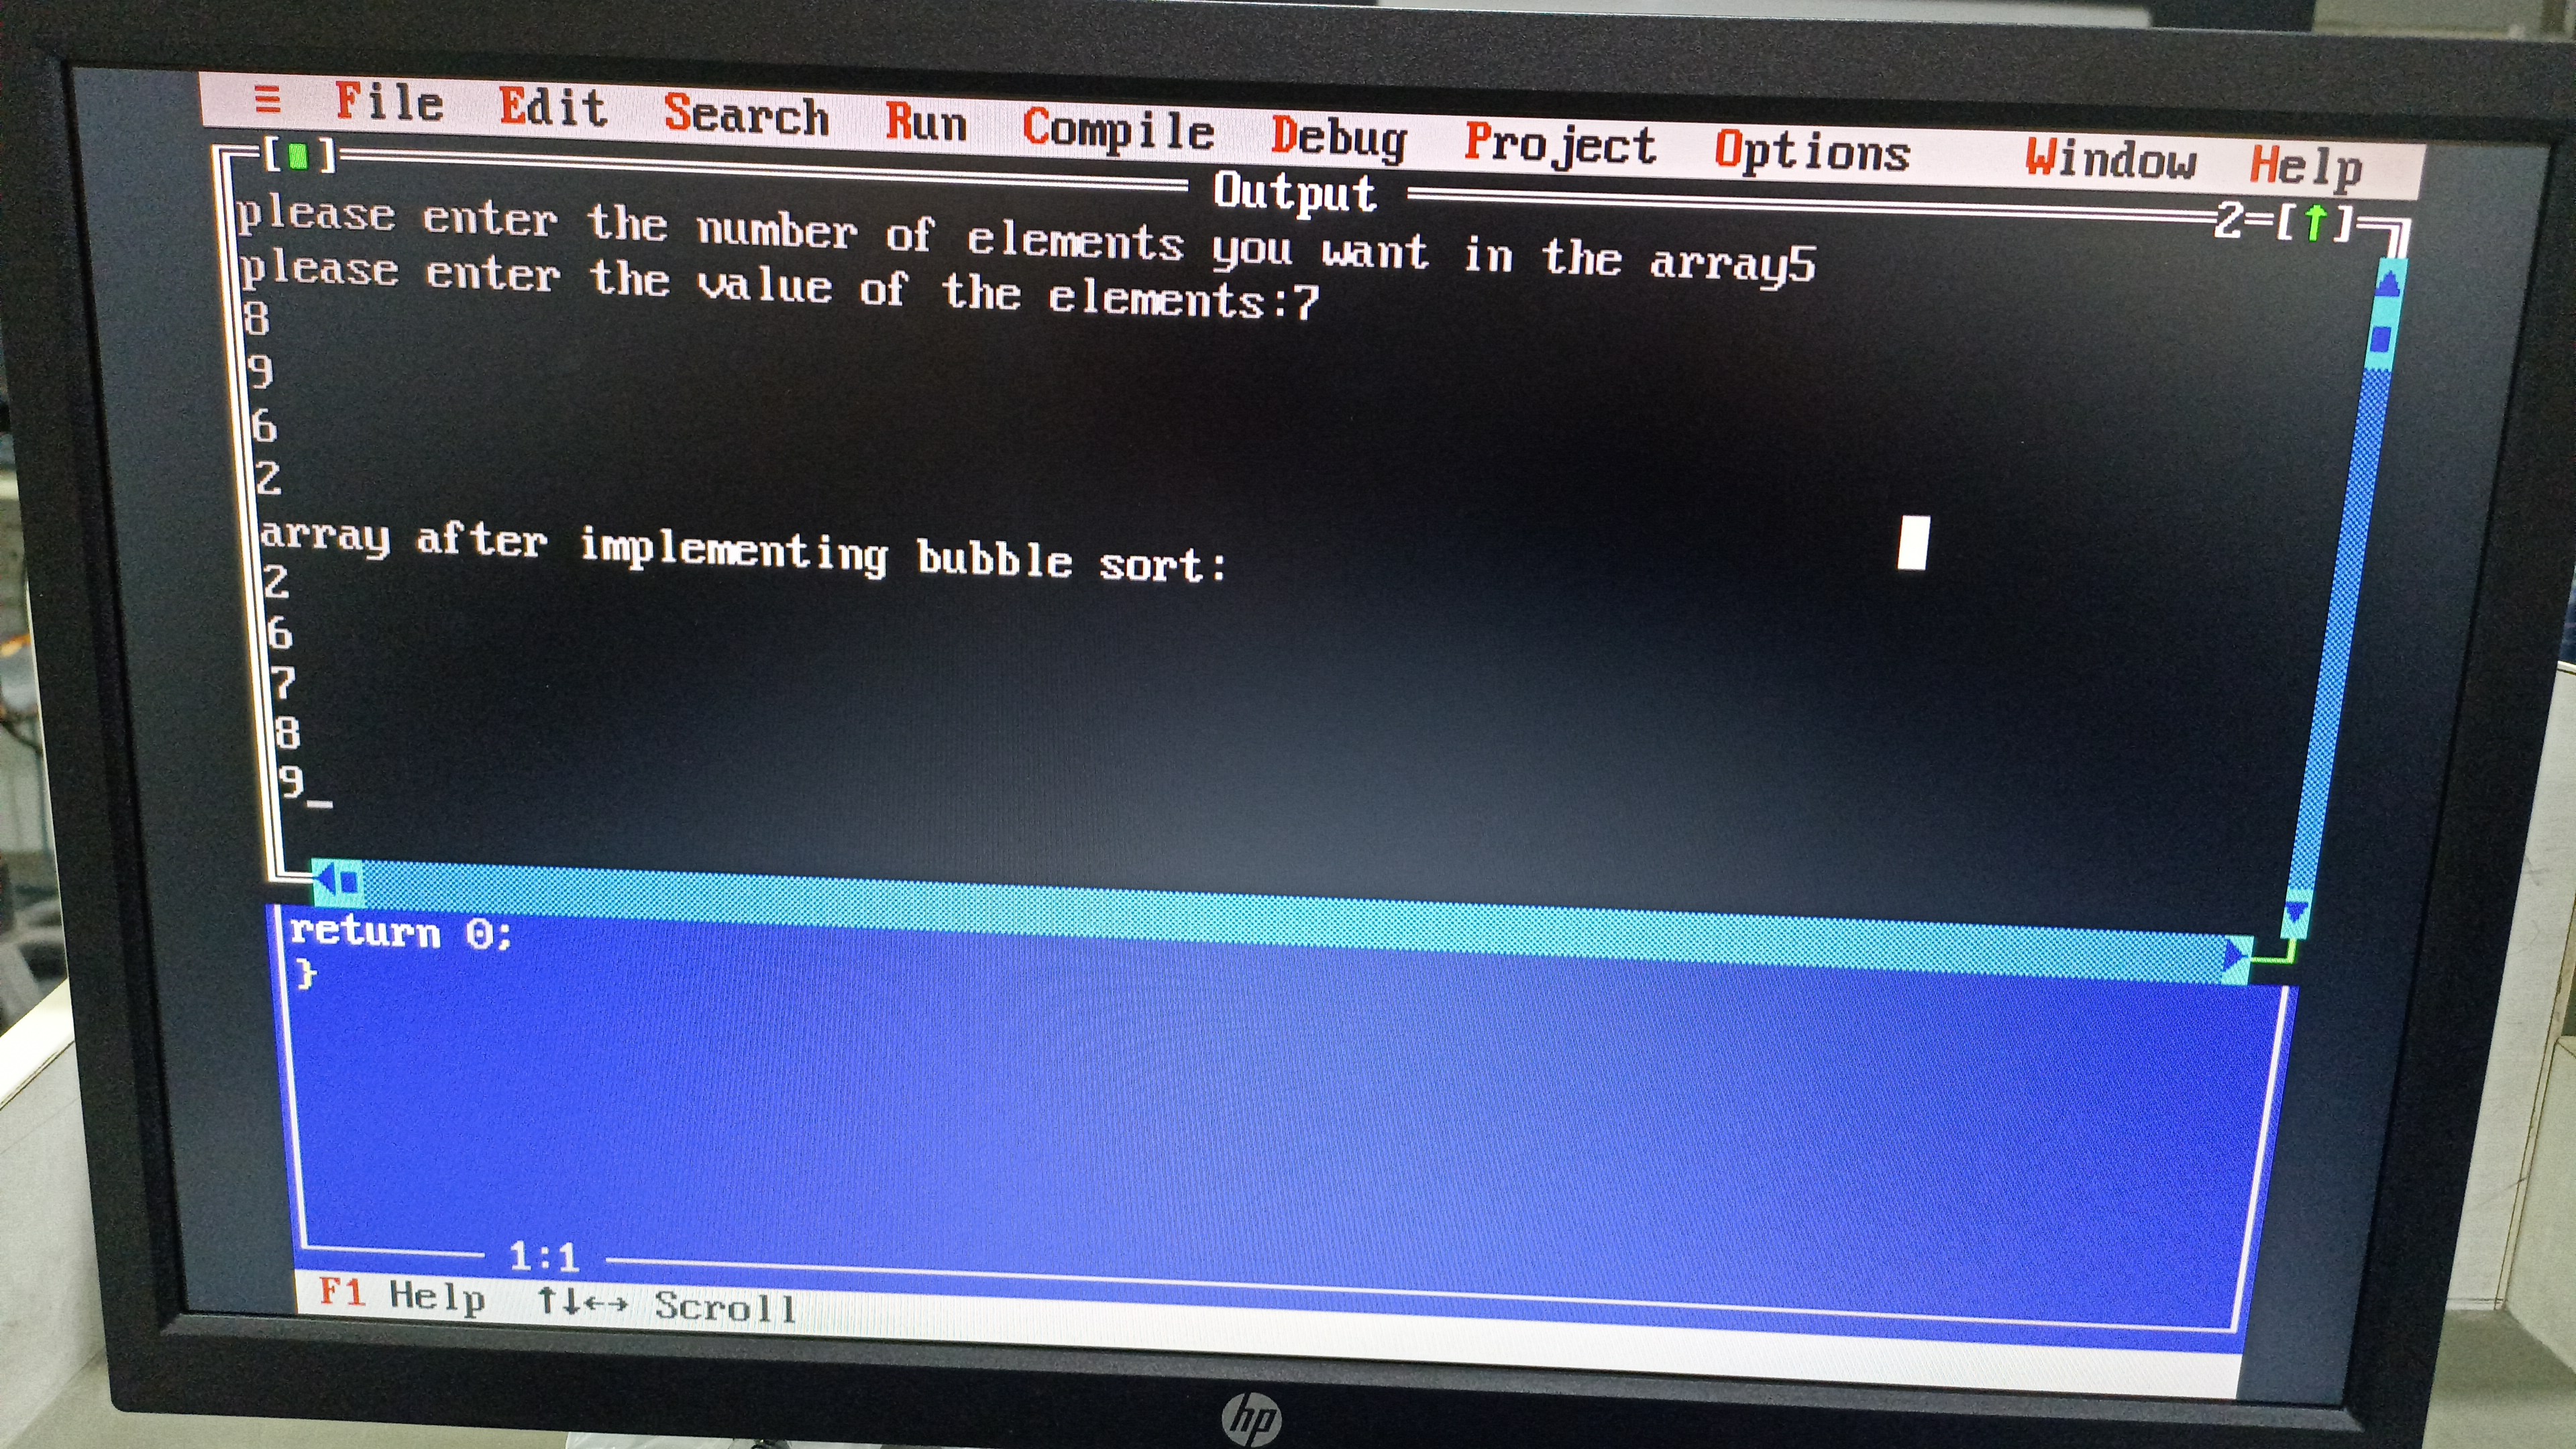 ≡ File Edit Search Run Compile Debug Project Options Window Help
[■] Output 2=[↑]
please enter the number of elements you want in the array5
please enter the value of the elements:7
8
9
6
2
array after implementing bubble sort:
2
6
7
8
9_
return 0;
}
1:1
F1 Help ↑↓←→ Scroll
hp